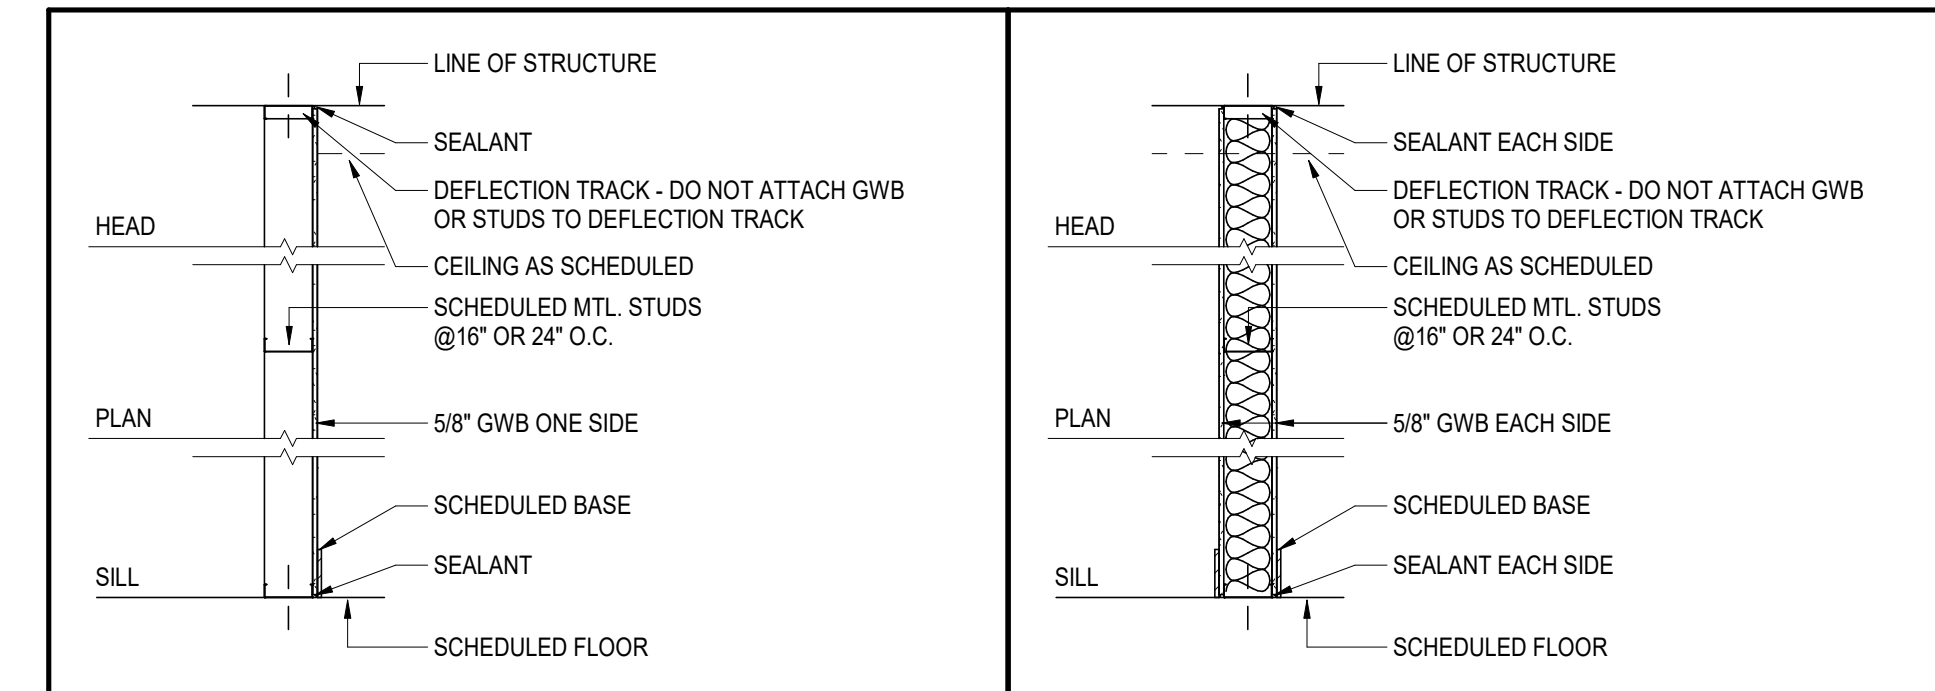 LINE OF STRUCTURE
SEALANT
DEFLECTION TRACK - DO NOT ATTACH GWB
OR STUDS TO DEFLECTION TRACK
HEAD
CEILING AS SCHEDULED
SCHEDULED MTL. STUDS
@16" OR 24" O.C.
PLAN
5/8" GWB ONE SIDE
SCHEDULED BASE
SEALANT
SILL
SCHEDULED FLOOR
LINE OF STRUCTURE
SEALANT EACH SIDE
DEFLECTION TRACK - DO NOT ATTACH GWB
OR STUDS TO DEFLECTION TRACK
HEAD
CEILING AS SCHEDULED
SCHEDULED MTL. STUDS
@16" OR 24" O.C.
PLAN
5/8" GWB EACH SIDE
SCHEDULED BASE
SEALANT EACH SIDE
SILL
SCHEDULED FLOOR